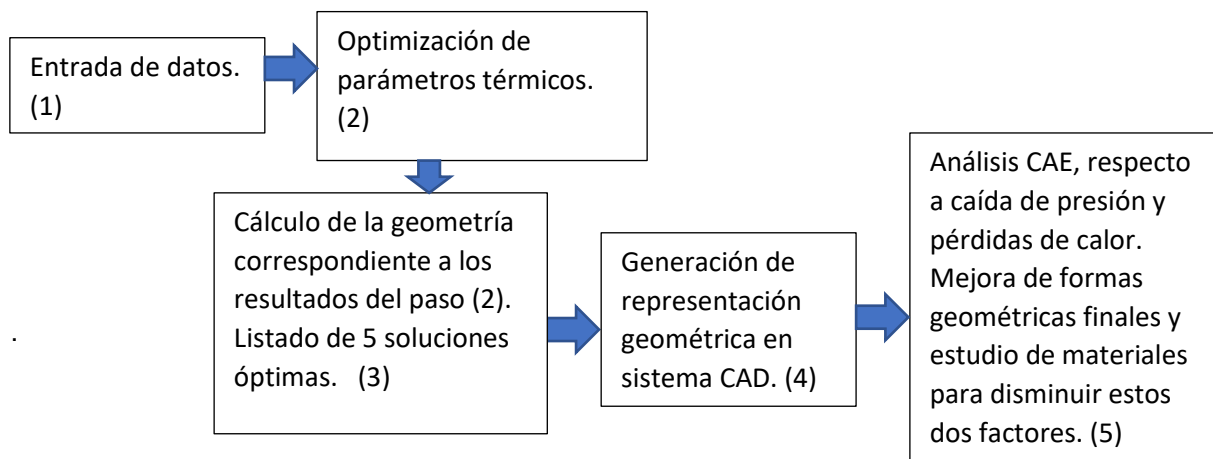 Entrada de datos.
(1)
Optimización de
parámetros térmicos.
(2)
Cálculo de la geometría
correspondiente a los
resultados del paso (2).
Listado de 5 soluciones
óptimas. (3)
Generación de
representación
geométrica en
sistema CAD. (4)
Análisis CAE, respecto
a caída de presión y
pérdidas de calor.
Mejora de formas
geométricas finales y
estudio de materiales
para disminuir estos
dos factores. (5)
.